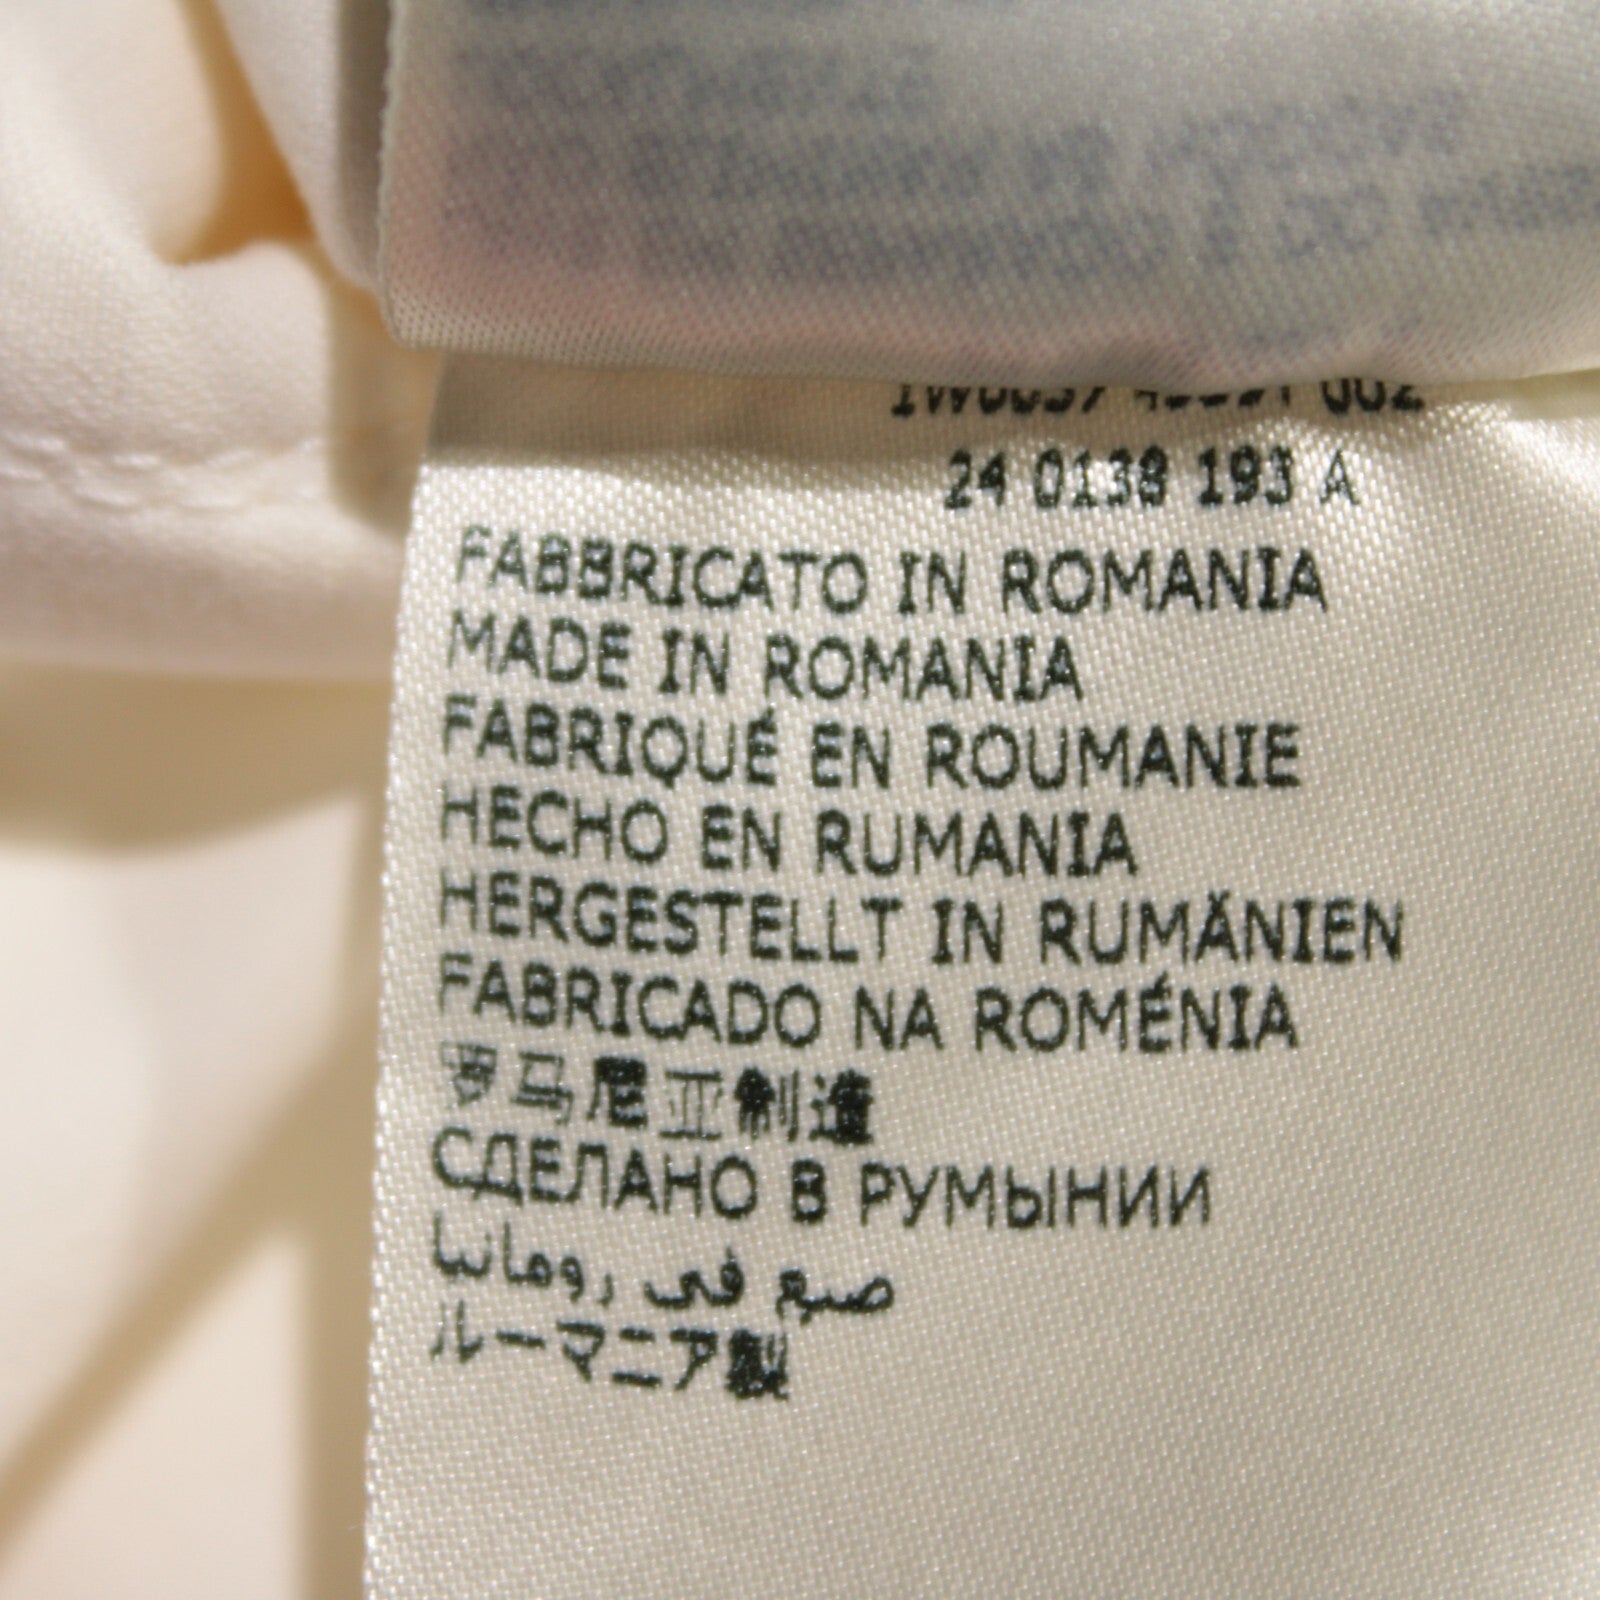 002
24 0138 193 A
FABBRICATO IN ROMANIA
MADE IN ROMANIA
FABRIQUÉ EN ROUMANIE
HECHO EN RUMANIA
HERGESTELLT IN RUMÄNIEN
FABRICADO NA ROMÉNIA
罗马尼亚制造
СДЕЛАНО В РУМЫНИИ
صنع في رومانيا
ルーマニア製